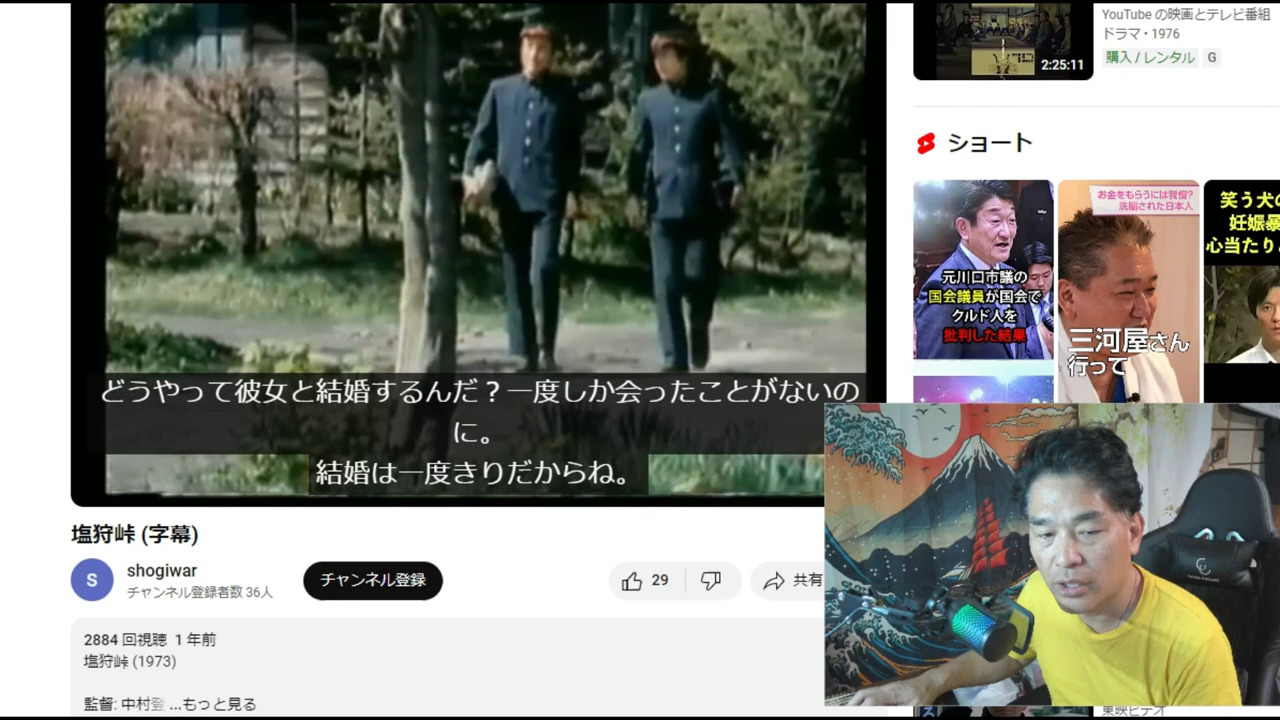 どうやって彼女と結婚するんだ？一度しか会ったことがないの
に。
結婚は一度きりだからね。
塩狩峠 (字幕)
S
shogiwar
チャンネル登録者数 36人
チャンネル登録
29
共有
2884 回視聴 1 年前
塩狩峠 (1973)
監督: 中村登 ...もっと見る
2:25:11
YouTube の映画とテレビ番組
ドラマ • 1976
購入 / レンタル G
ショート
元川口市議の
国会議員が国会で
クルド人を
批判した結果
お金をもらうには我慢?
洗脳された日本人
三河屋さん
行って
笑う犬の
妊娠暴
心当たり
東映ビデオ